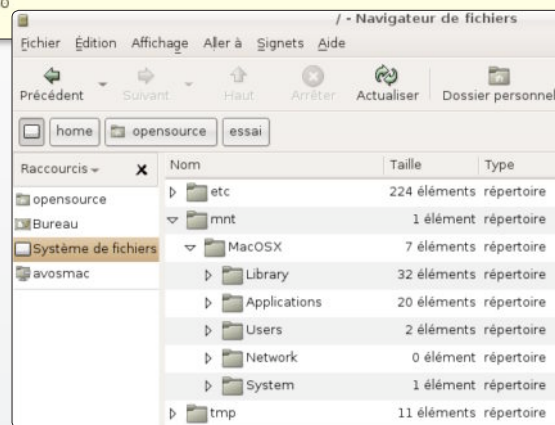 / - Navigateur de fichiers
Fichier Édition Affichage Aller à Signets Aide
Précédent Suivant Haut Arrêter Actualiser Dossier personnel
home opensource essai
Raccourcis X Nom Taille Type
opensource
Bureau
Système de fichiers
avosmac
etc 224 éléments répertoire
mnt 1 élément répertoire
MacOSX 7 éléments répertoire
Library 32 éléments répertoire
Applications 20 éléments répertoire
Users 2 éléments répertoire
Network 0 élément répertoire
System 1 élément répertoire
tmp 11 éléments répertoire